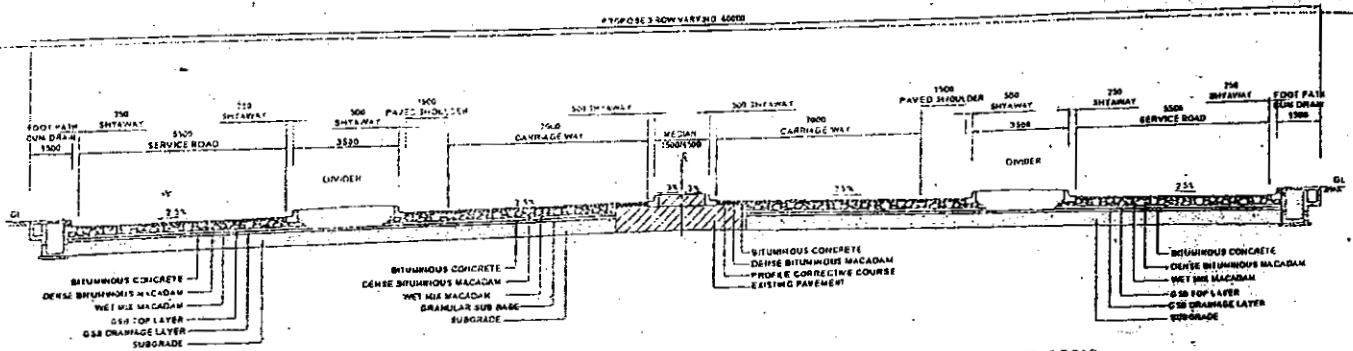 250
SHYAWAY
250
SHYAWAY
500
SHYAWAY
1500
PAVED SHOULDER
500 SHYAWAY
500 SHYAWAY
1500
PAVED SHOULDER
500
SHYAWAY
250
SHYAWAY
250
SHYAWAY
FOOT PATH
CUM DRAIN
1500
5500
SERVICE ROAD
3500
DIVIDER
7000
CARRIAGE WAY
MEDIAN
7000
CARRIAGE WAY
3500
DIVIDER
5500
SERVICE ROAD
FOOT PATH
CUM DRAIN
1500
GL
2.5%
2.5%
2.5%
2.5%
GL
BITUMINOUS CONCRETE
DENSE BITUMINOUS MACADAM
WET MIX MACADAM
GSB TOP LAYER
GSB DRAINAGE LAYER
SUBGRADE
BITUMINOUS CONCRETE
DENSE BITUMINOUS MACADAM
WET MIX MACADAM
GRANULAR SUB BASE
SUBGRADE
BITUMINOUS CONCRETE
DENSE BITUMINOUS MACADAM
PROFILE CORRECTIVE COURSE
EXISTING PAVEMENT
BITUMINOUS CONCRETE
DENSE BITUMINOUS MACADAM
WET MIX MACADAM
GSB TOP LAYER
GSB DRAINAGE LAYER
SUBGRADE